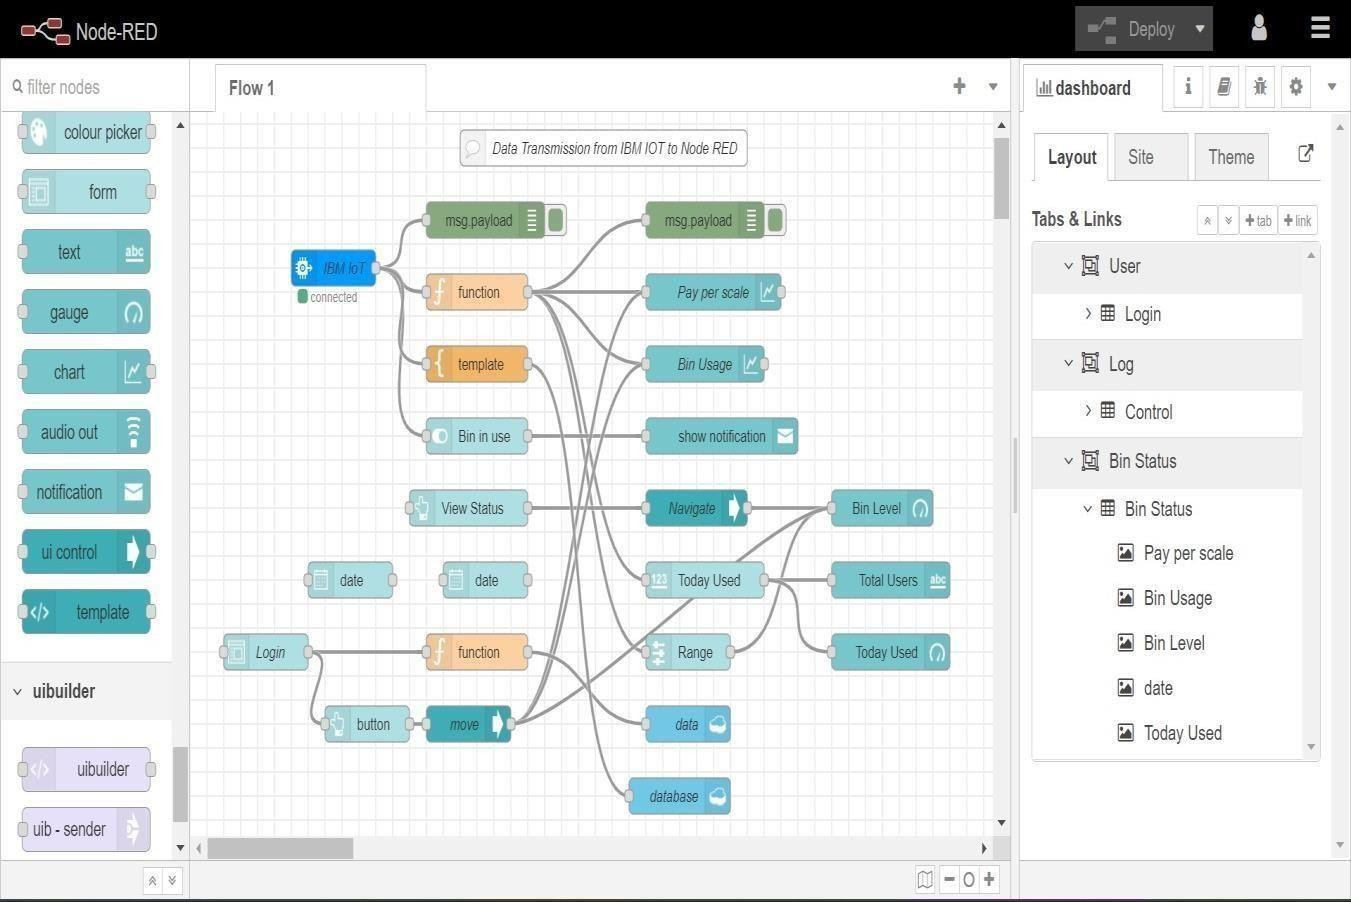 Node-RED
Deploy
filter nodes
colour picker
form
text
abc
gauge
chart
audio out
notification
ui control
template
uibuilder
uibuilder
uib - sender
Flow 1
Data Transmission from IBM IOT to Node RED
msg.payload
msg.payload
IBM IoT
connected
function
Pay per scale
template
Bin Usage
Bin in use
show notification
View Status
Navigate
Bin Level
date
date
123
Today Used
Total Users
abc
Login
function
Range
Today Used
button
move
data
database
dashboard
i
Layout
Site
Theme
Tabs & Links
+ tab
+ link
User
Login
Log
Control
Bin Status
Bin Status
Pay per scale
Bin Usage
Bin Level
date
Today Used